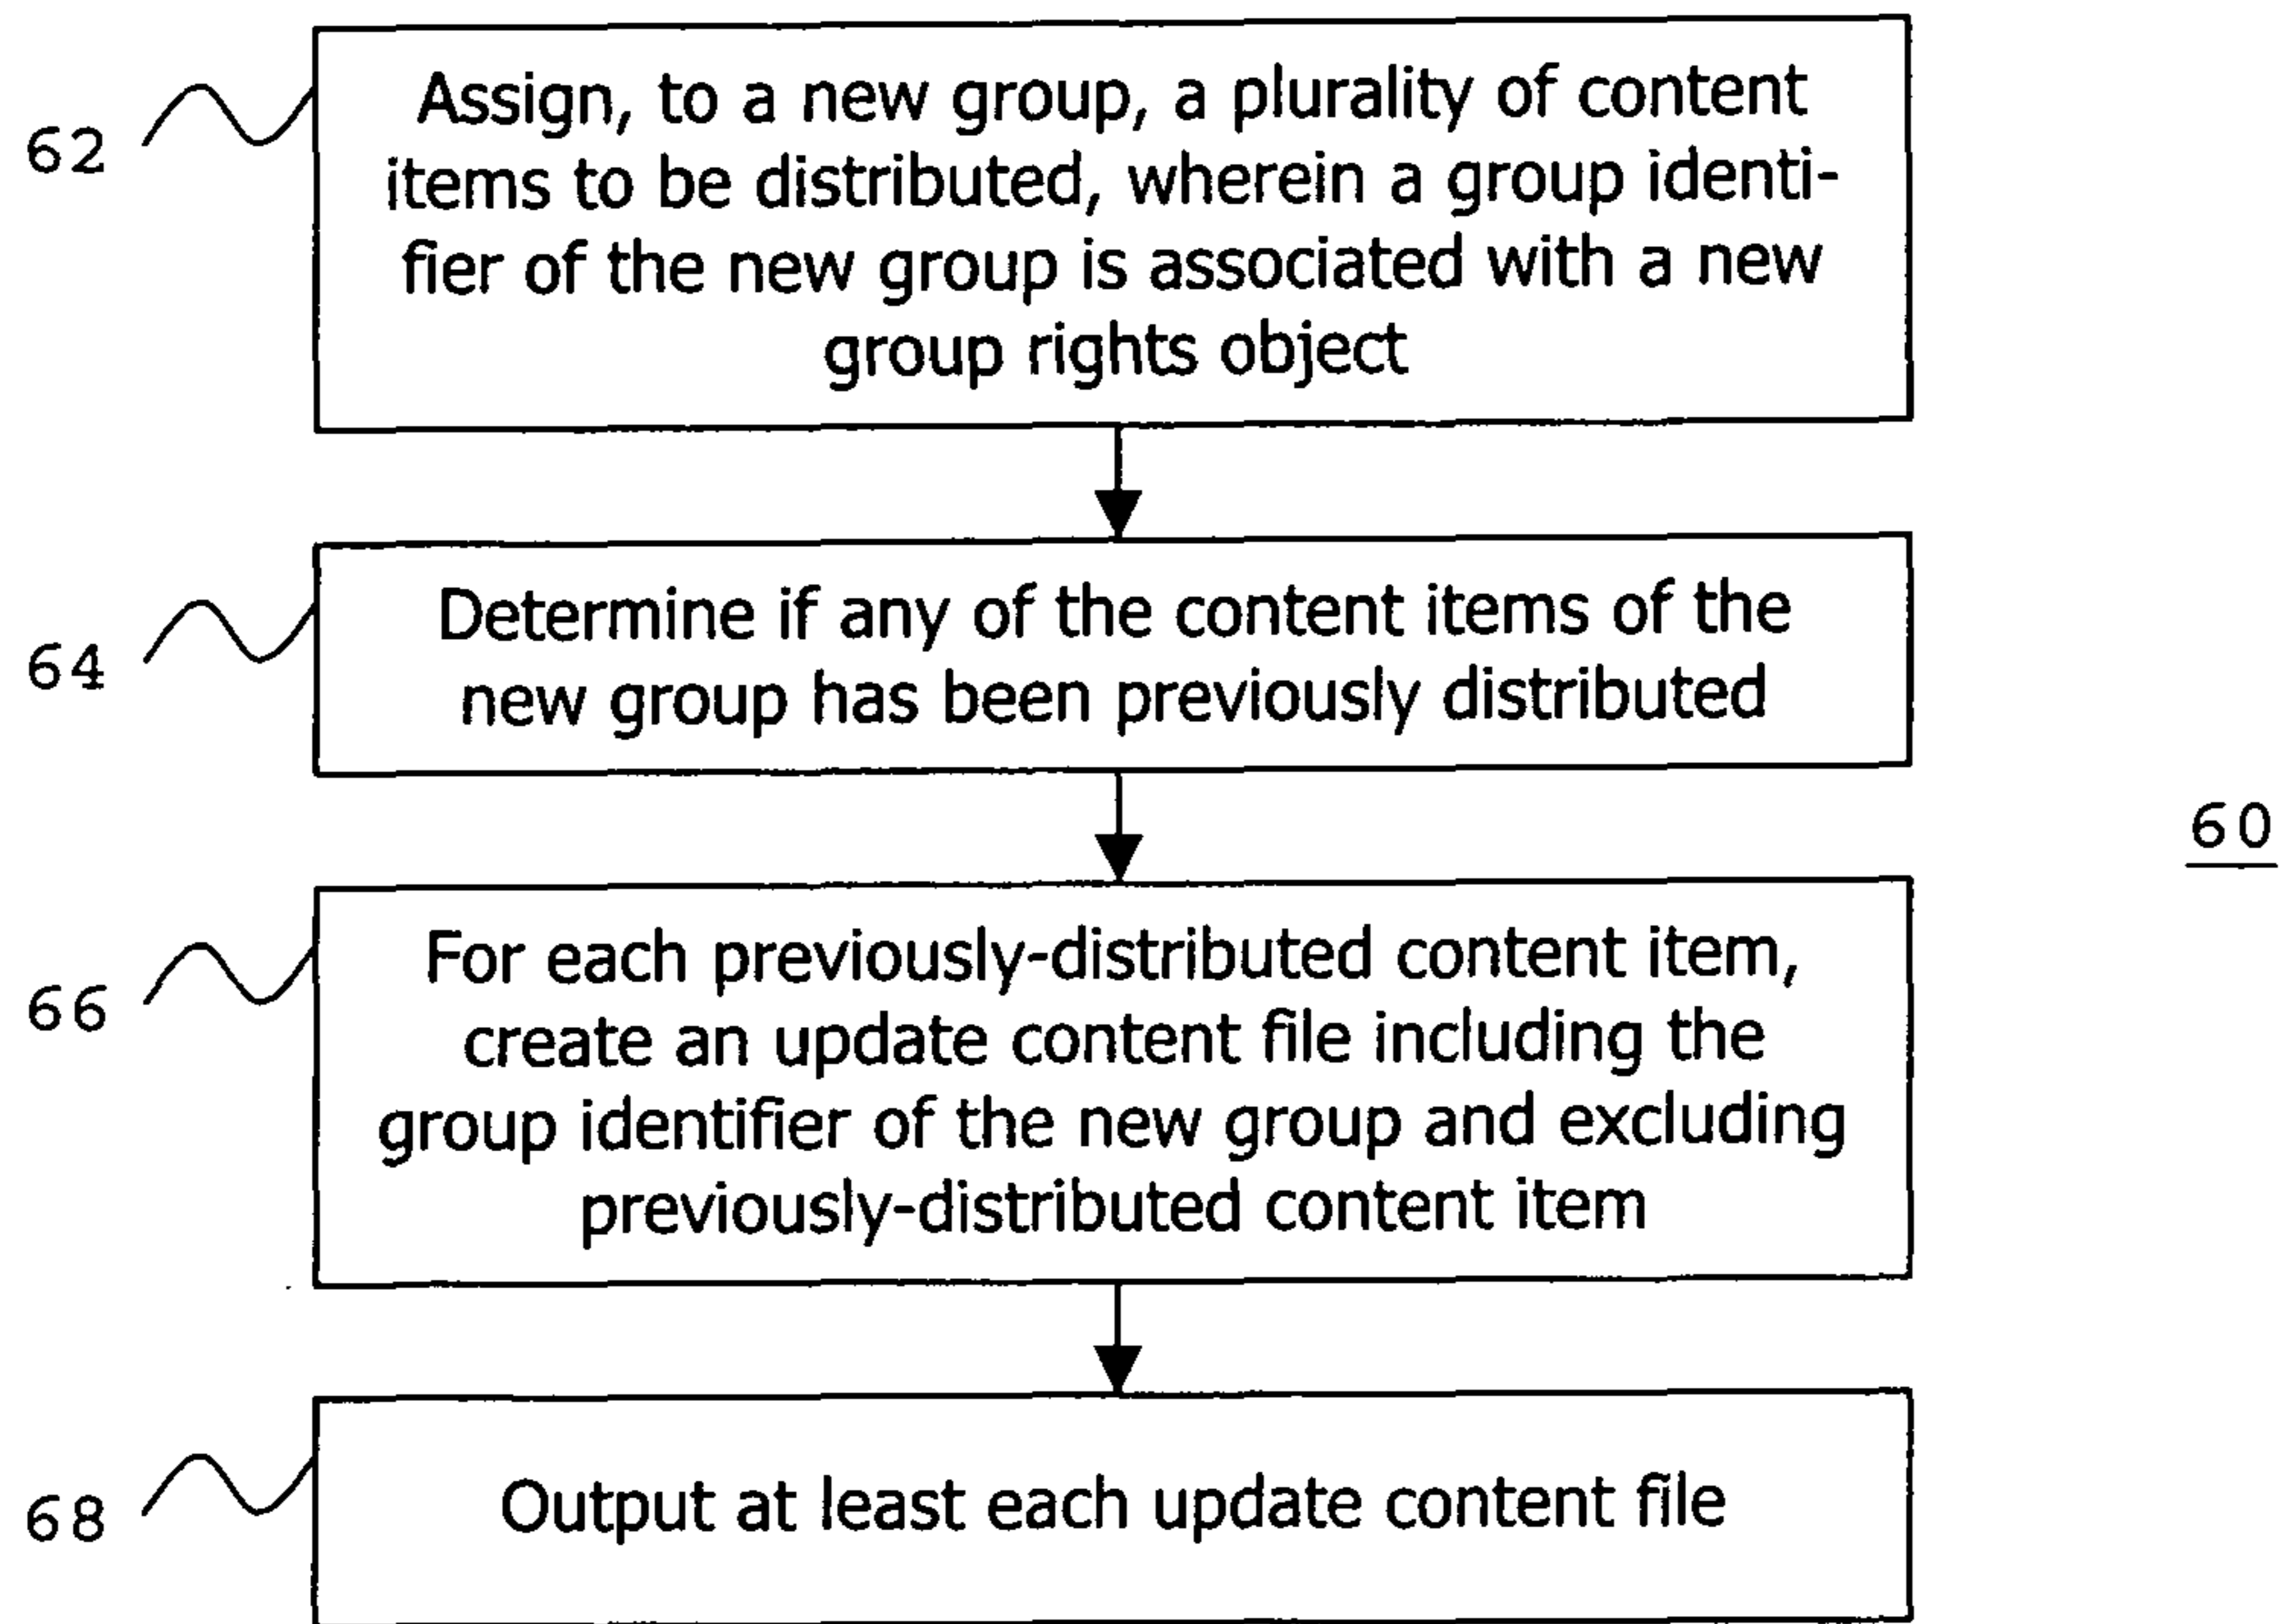 62
Assign, to a new group, a plurality of content
items to be distributed, wherein a group identi-
fier of the new group is associated with a new
group rights object
64
Determine if any of the content items of the
new group has been previously distributed
60
66
For each previously-distributed content item,
create an update content file including the
group identifier of the new group and excluding
previously-distributed content item
68
Output at least each update content file